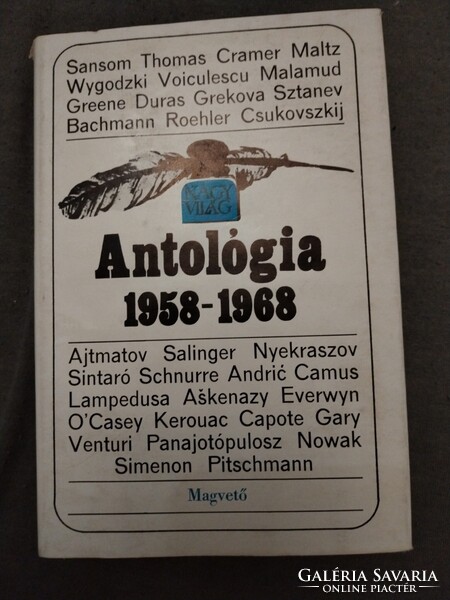 Sansom Thomas Cramer Maltz
Wygodzki Voiculescu Malamud
Greene Duras Grekova Sztanev
Bachmann Roehler Csukovszkij
NAGY
VILÁG
Antológia
1958-1968
Ajtmatov Salinger Nyekraszov
Sintaró Schnurre Andrić Camus
Lampedusa Aškenazy Everwyn
O'Casey Kerouac Capote Gary
Venturi Panajotópulosz Nowak
Simenon Pitschmann
Magvető
GALÉRIA SAVARIA
ONLINE PIACTÉR